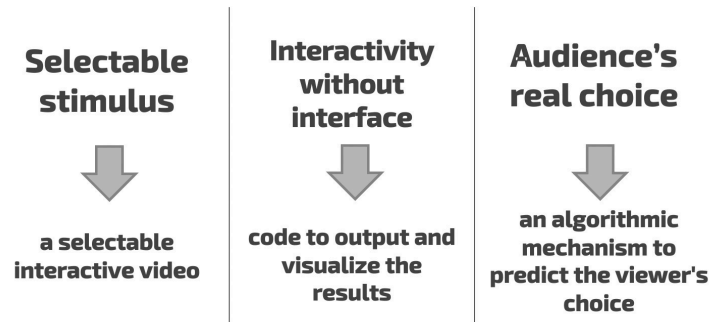 Selectable
stimulus
a selectable
interactive video
Interactivity
without
interface
code to output and
visualize the
results
Audience's
real choice
an algorithmic
mechanism to
predict the viewer's
choice